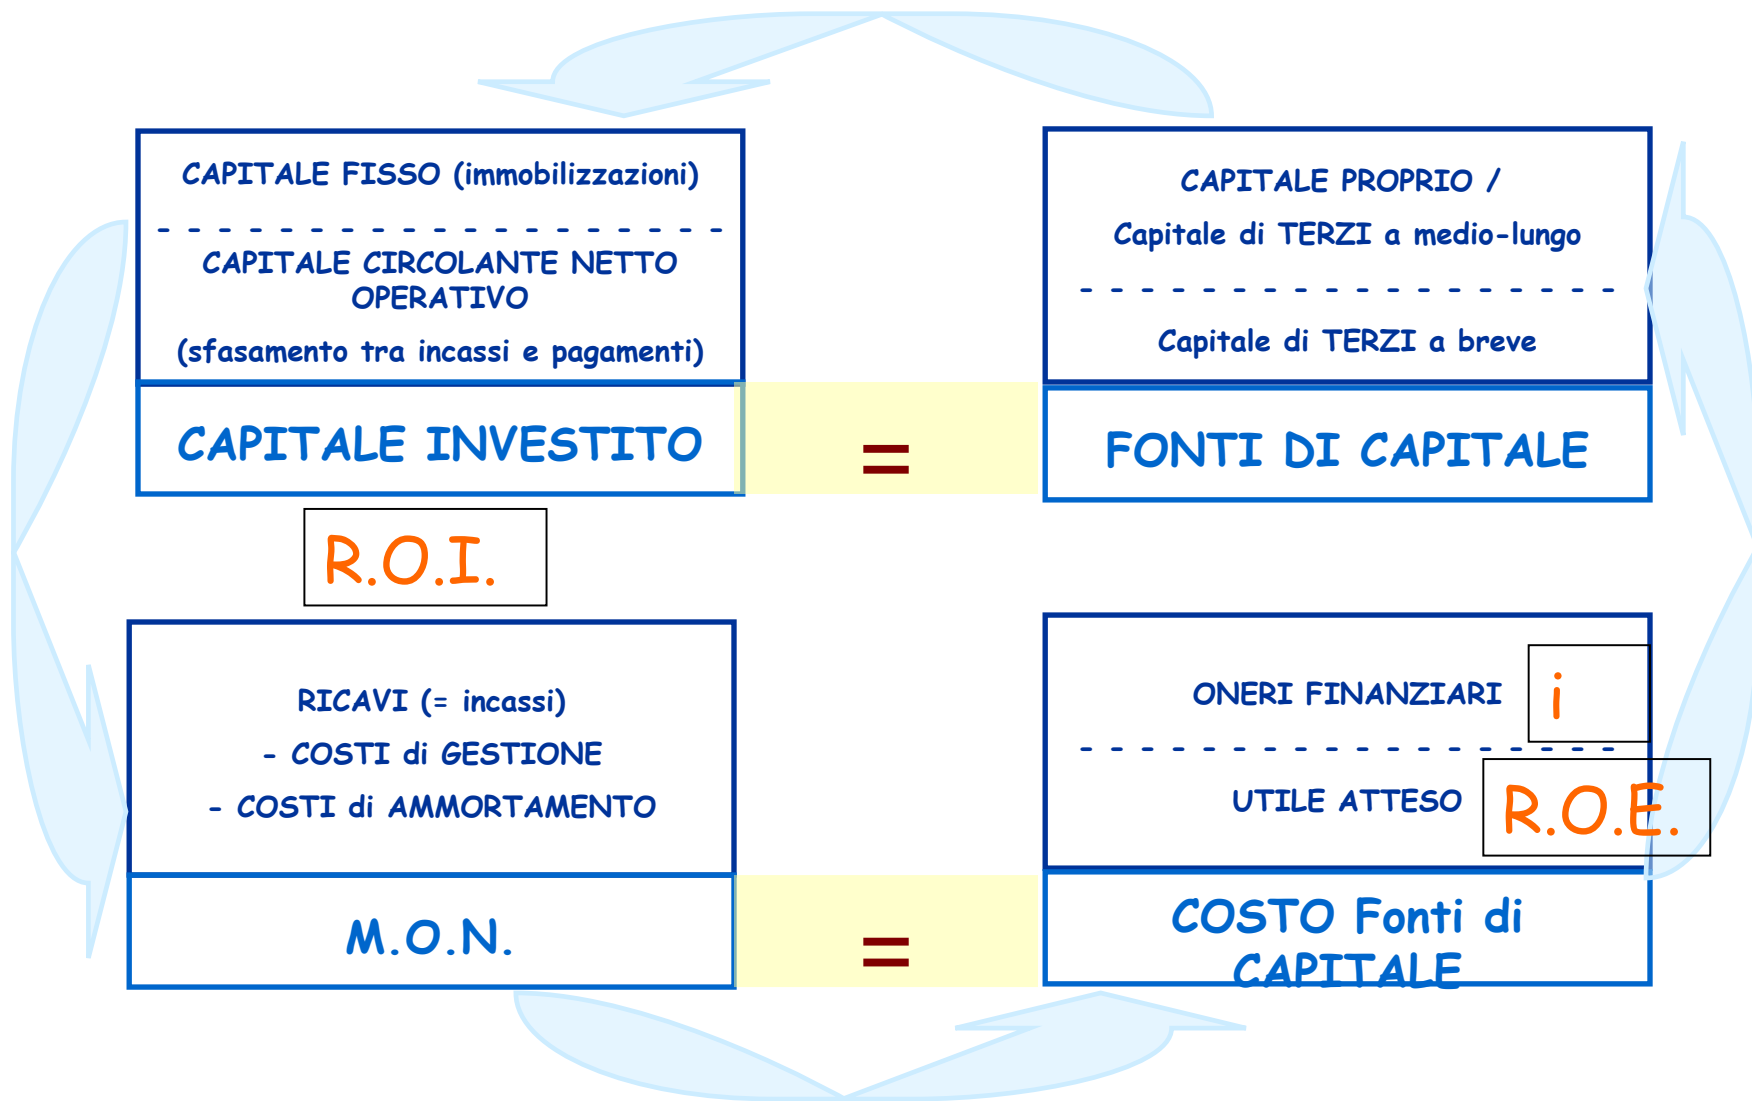 CAPITALE FISSO (immobilizzazioni)
- - - - - - - - - - - - - - - - - - -
CAPITALE CIRCOLANTE NETTO
OPERATIVO
(sfasamento tra incassi e pagamenti)
CAPITALE INVESTITO
=
CAPITALE PROPRIO /
Capitale di TERZI a medio-lungo
- - - - - - - - - - - - - - - - - -
Capitale di TERZI a breve
FONTI DI CAPITALE
R.O.I.
RICAVI (= incassi)
- COSTI di GESTIONE
- COSTI di AMMORTAMENTO
M.O.N.
=
ONERI FINANZIARI
i
- - - - - - - - - - - - - - - - - -
UTILE ATTESO
R.O.E.
COSTO Fonti di
CAPITALE